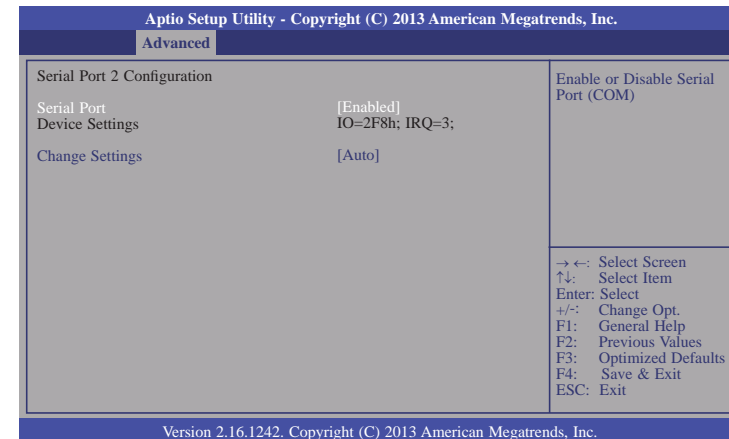 Aptio Setup Utility - Copyright (C) 2013 American Megatrends, Inc.
Advanced
Serial Port 2 Configuration
Serial Port [Enabled]
Device Settings IO=2F8h; IRQ=3;
Change Settings [Auto]
Enable or Disable Serial
Port (COM)
→←: Select Screen
↑↓: Select Item
Enter: Select
+/-: Change Opt.
F1: General Help
F2: Previous Values
F3: Optimized Defaults
F4: Save & Exit
ESC: Exit
Version 2.16.1242. Copyright (C) 2013 American Megatrends, Inc.